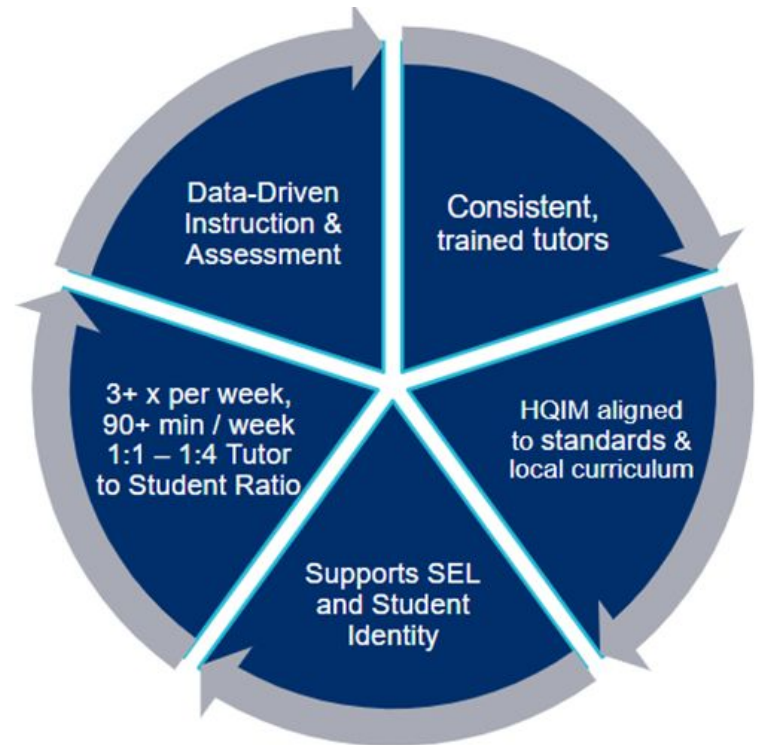 Data-Driven
Instruction &
Assessment
Consistent,
trained tutors
HQIM aligned
to standards &
local curriculum
Supports SEL
and Student
Identity
3+ x per week,
90+ min / week
1:1 – 1:4 Tutor
to Student Ratio